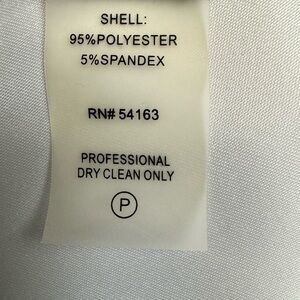 SHELL:
95%POLYESTER
5%SPANDEX
RN# 54163
PROFESSIONAL
DRY CLEAN ONLY
P